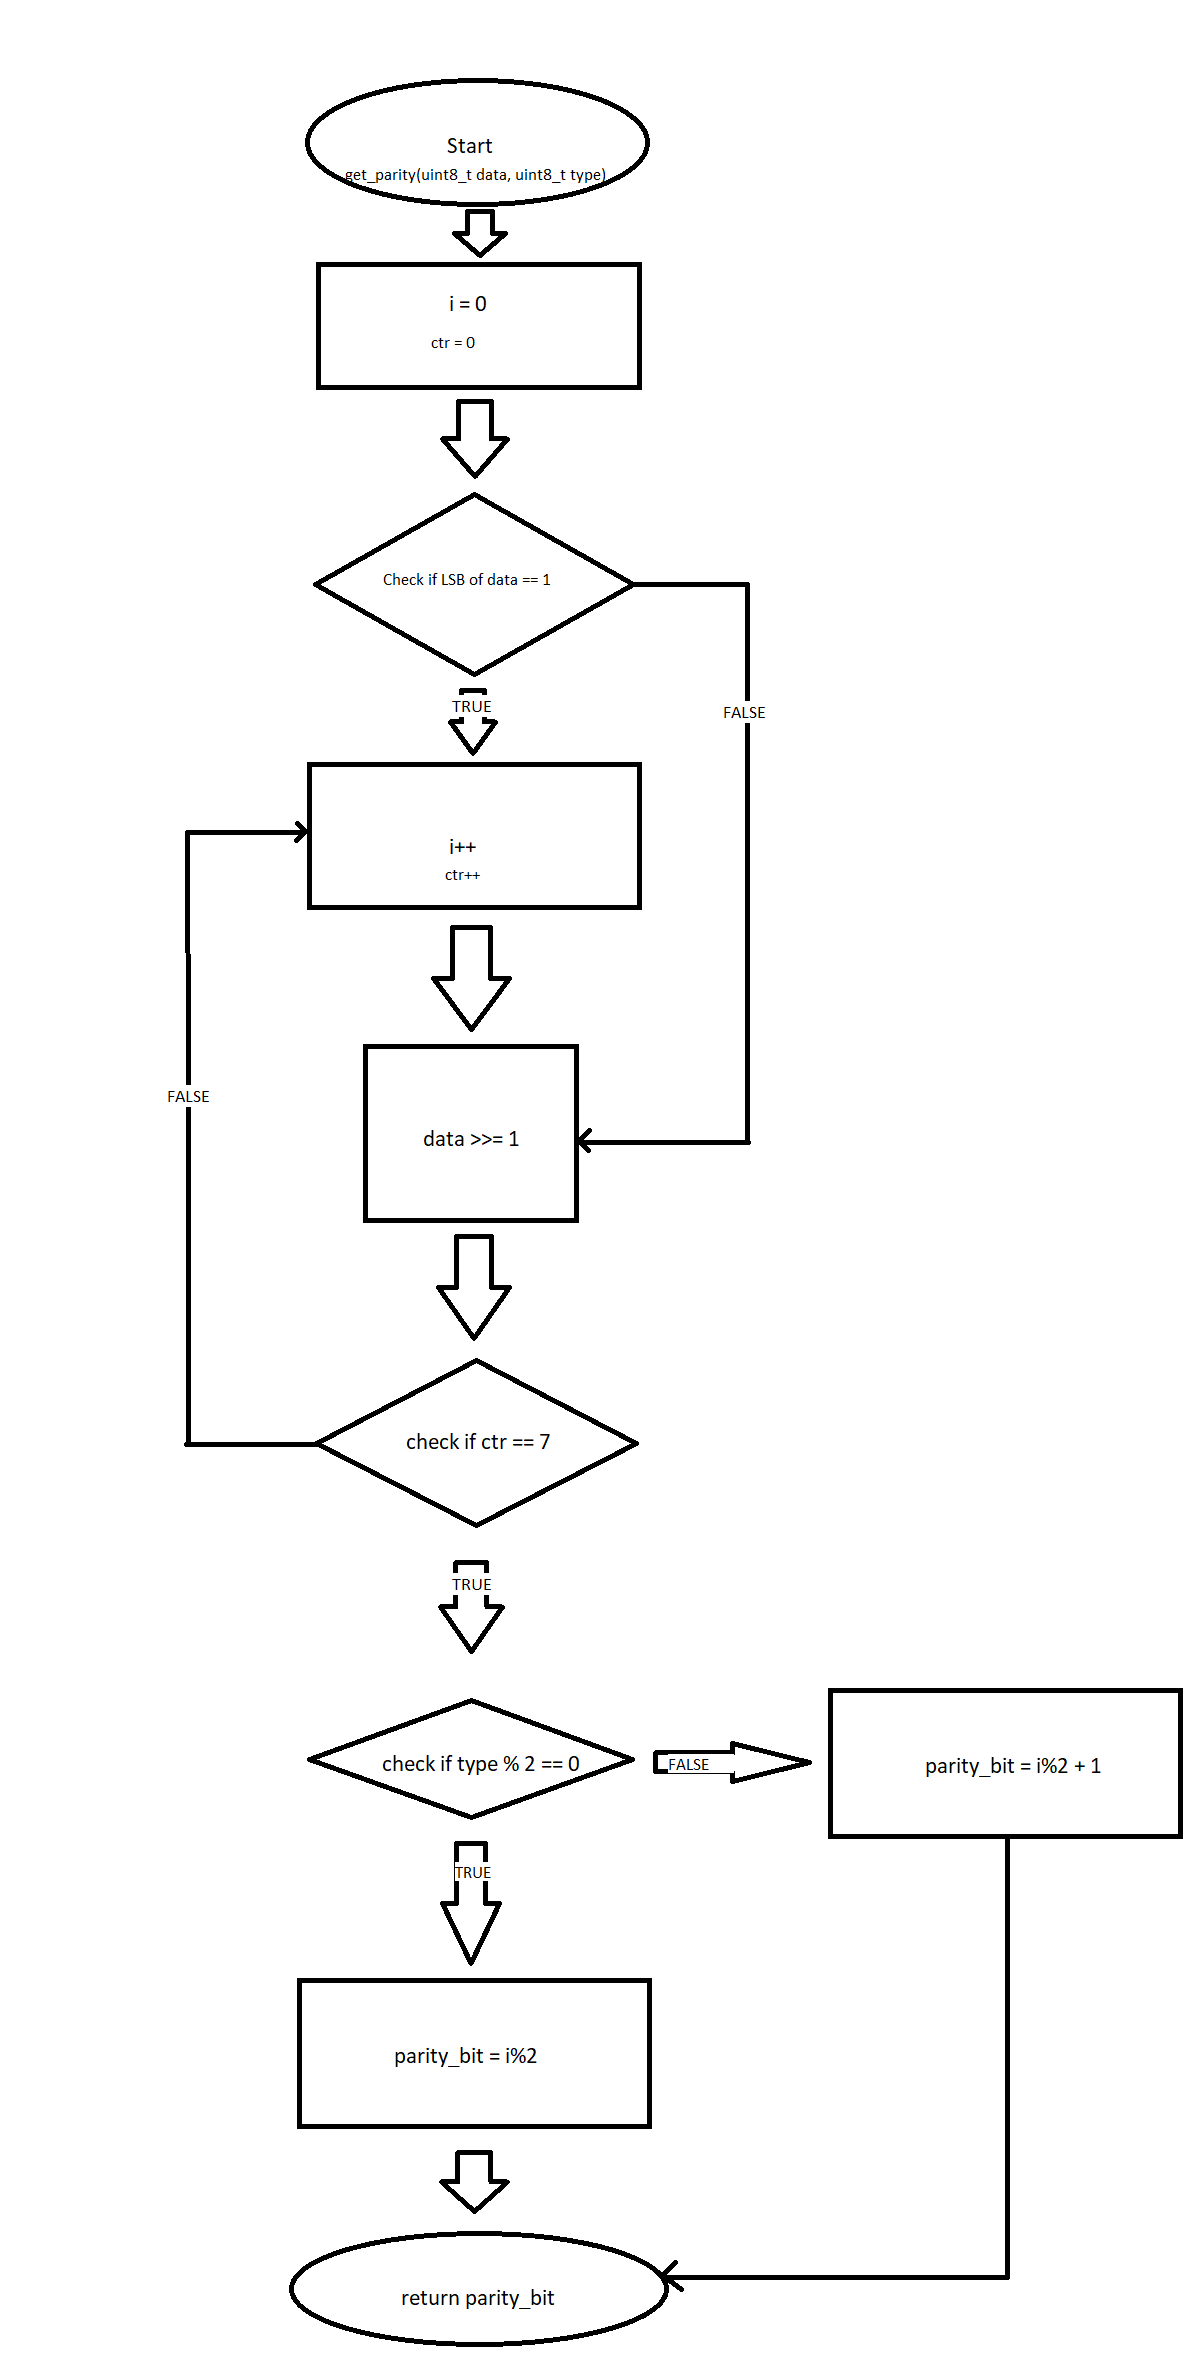 Start
get_parity(uint8_t data, uint8_t type)
i = 0
ctr = 0
Check if LSB of data == 1
TRUE
FALSE
i++
ctr++
FALSE
data >>= 1
check if ctr == 7
TRUE
check if type % 2 == 0
FALSE
parity_bit = i%2 + 1
TRUE
parity_bit = i%2
return parity_bit